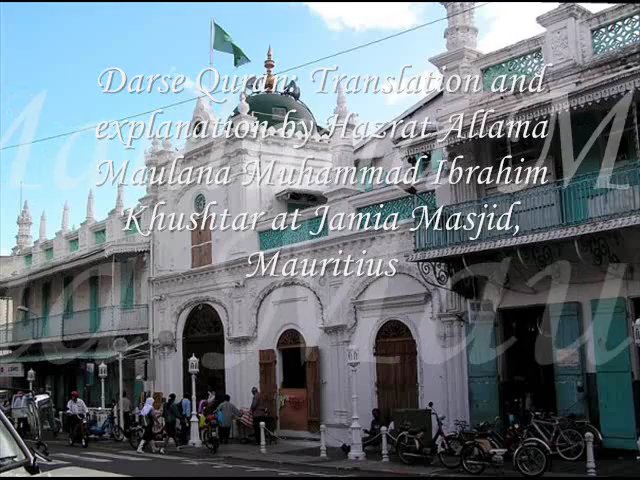 Darse Quran: Translation and
explanation by Hazrat Allama
Maulana Muhammad Ibrahim
Khushtar at Jamia Masjid,
Mauritius